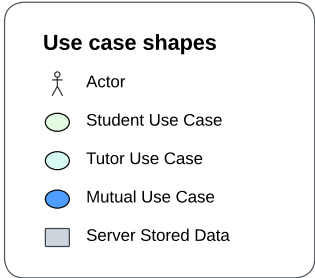 Use case shapes
Actor
Student Use Case
Tutor Use Case
Mutual Use Case
Server Stored Data